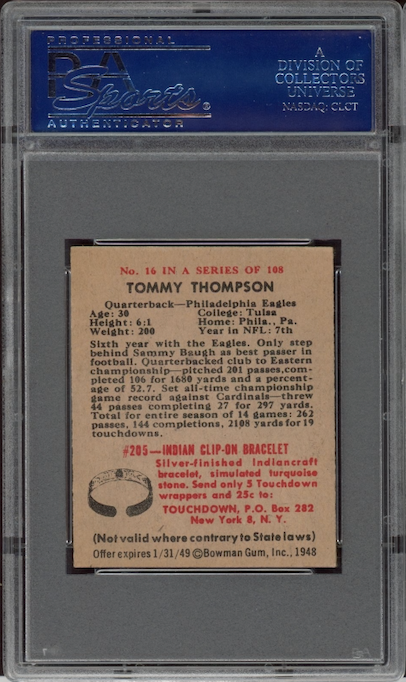 PROFESSIONAL
PSA
Sports®
AUTHENTICATOR
A
DIVISION OF
COLLECTORS
UNIVERSE
NASDAQ: CLCT
No. 16 IN A SERIES OF 108
TOMMY THOMPSON
Quarterback—Philadelphia Eagles
Age: 30 College: Tulsa
Height: 6:1 Home: Phila., Pa.
Weight: 200 Year in NFL: 7th
Sixth year with the Eagles. Only step
behind Sammy Baugh as best passer in
football. Quarterbacked club to Eastern
championship—pitched 201 passes, com-
pleted 106 for 1680 yards and a percent-
age of 52.7. Set all-time championship
game record against Cardinals—threw
44 passes completing 27 for 297 yards.
Total for entire season of 14 games: 262
passes, 144 completions, 2108 yards for 19
touchdowns.
#205—INDIAN CLIP-ON BRACELET
Silver-finished Indiancraft
bracelet, simulated turquoise
stone. Send only 5 Touchdown
wrappers and 25c to:
TOUCHDOWN, P.O. Box 282
New York 8, N. Y.
(Not valid where contrary to State laws)
Offer expires 1/31/49 ©Bowman Gum, Inc., 1948